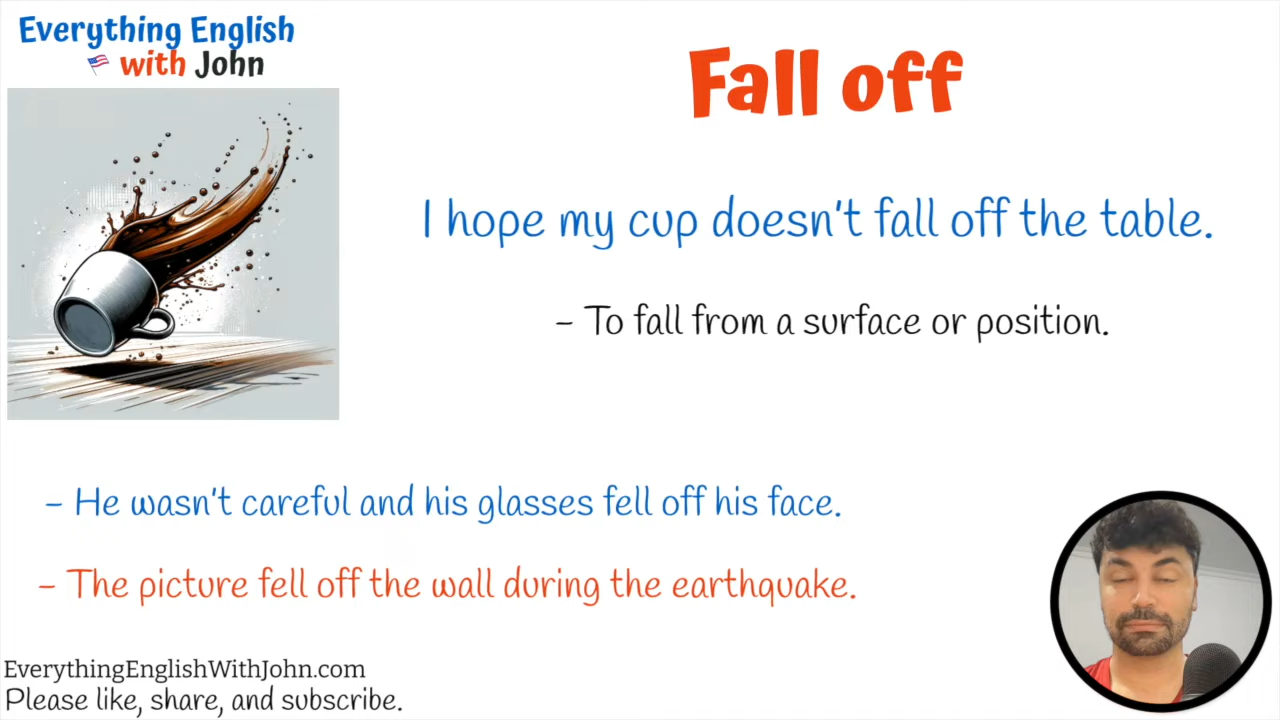 Everything English
with John
Fall off
I hope my cup doesn't fall off the table.
- To fall from a surface or position.
- He wasn't careful and his glasses fell off his face.
- The picture fell off the wall during the earthquake.
EverythingEnglishWithJohn.com
Please like, share, and subscribe.